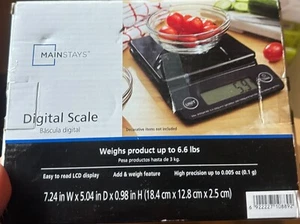 MAINSTAYS®
Digital Scale
Báscula digital
Decorative items not included
Weighs product up to 6.6 lbs
Pesa productos hasta de 3 kg.
Easy to read LCD display
Add & weigh feature
High precision up to 0.005 oz (0.1 g)
7.24 in W x 5.04 in D x 0.98 in H (18.4 cm x 12.8 cm x 2.5 cm)